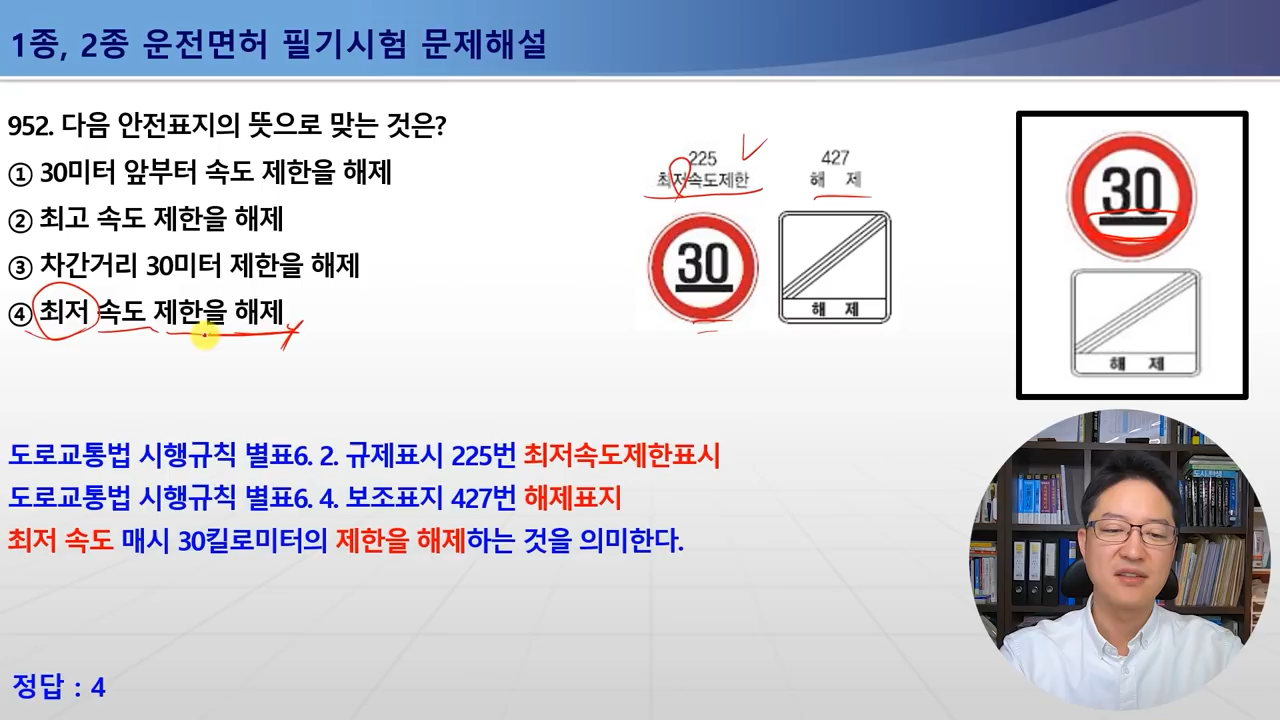 1종, 2종 운전면허 필기시험 문제해설
952. 다음 안전표지의 뜻으로 맞는 것은?
① 30미터 앞부터 속도 제한을 해제
② 최고 속도 제한을 해제
③ 차간거리 30미터 제한을 해제
④ 최저 속도 제한을 해제
225
최저속도제한
427
해 제
30
해 제
30
해 제
도로교통법 시행규칙 별표6. 2. 규제표시 225번 최저속도제한표시
도로교통법 시행규칙 별표6. 4. 보조표지 427번 해제표지
최저 속도 매시 30킬로미터의 제한을 해제하는 것을 의미한다.
정답 : 4